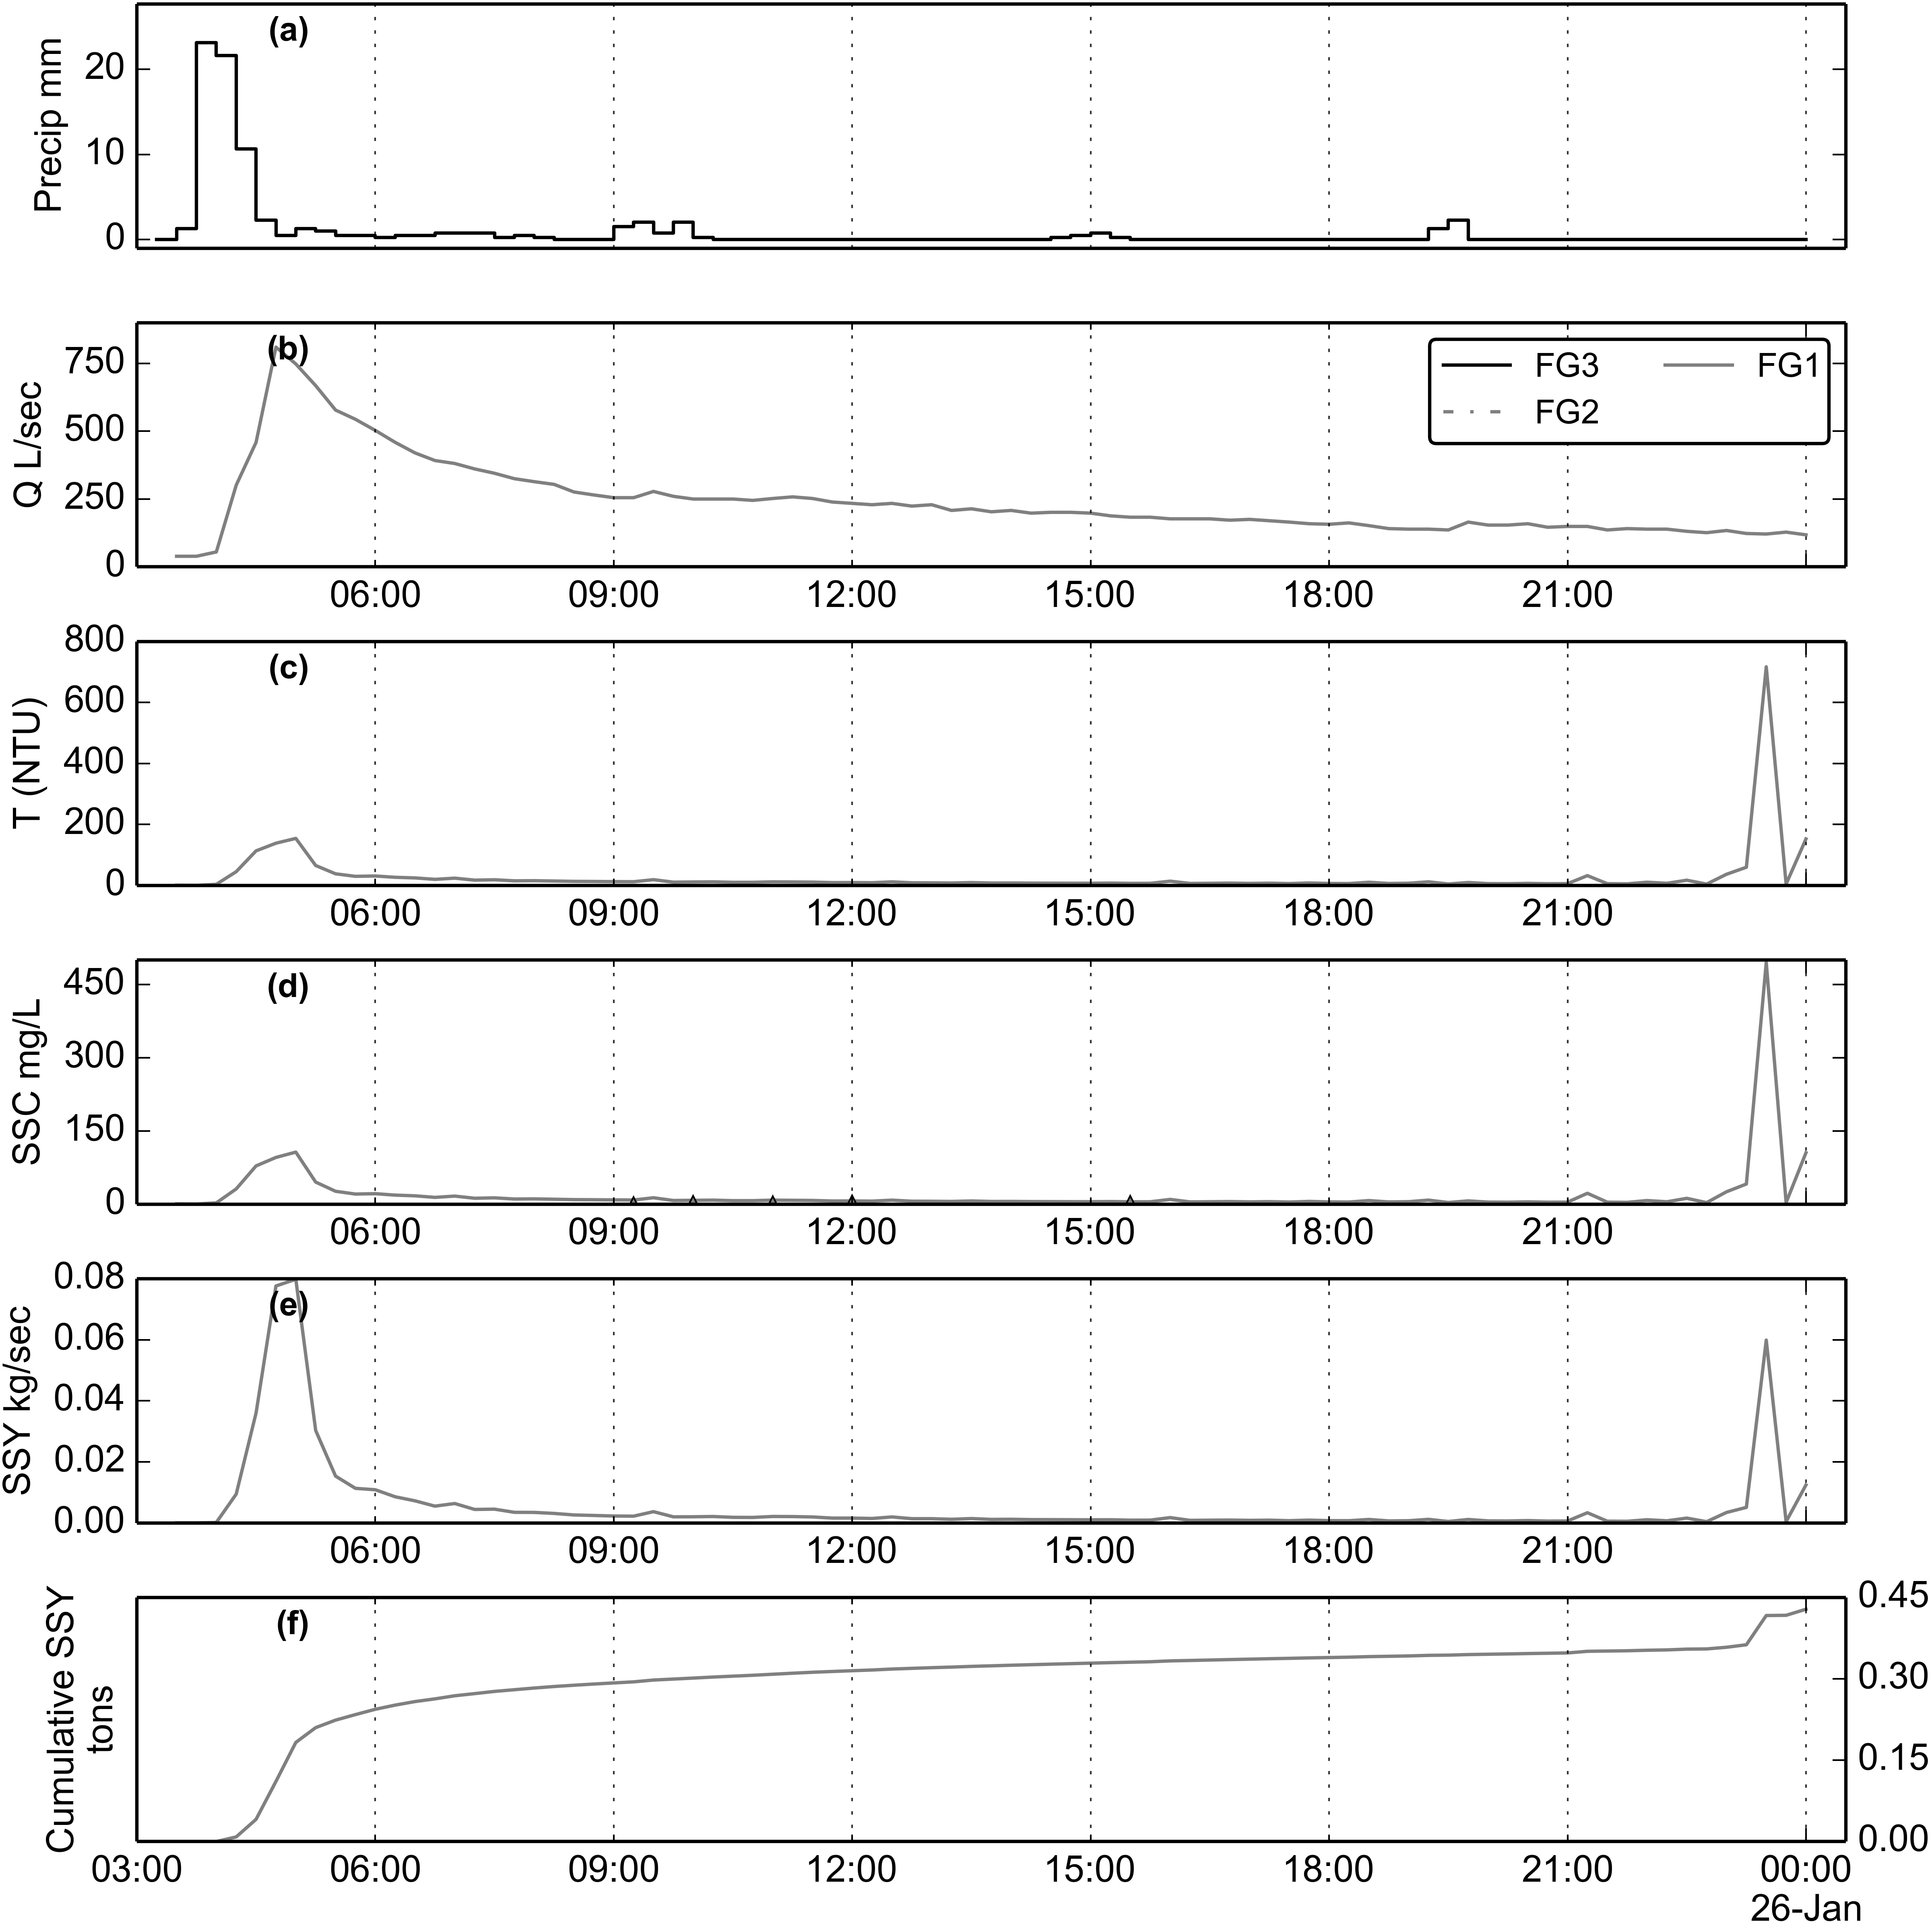 (a)
20
10
0
Precip mm
(b)
750
500
250
0
Q L/sec
FG3 FG1
FG2
06:00 09:00 12:00 15:00 18:00 21:00
(c)
800
600
400
200
0
T (NTU)
06:00 09:00 12:00 15:00 18:00 21:00
(d)
450
300
150
0
SSC mg/L
06:00 09:00 12:00 15:00 18:00 21:00
(e)
0.08
0.06
0.04
0.02
0.00
SSY kg/sec
06:00 09:00 12:00 15:00 18:00 21:00
(f)
Cumulative SSY
tons
0.45
0.30
0.15
0.00
03:00 06:00 09:00 12:00 15:00 18:00 21:00 00:00
26-Jan